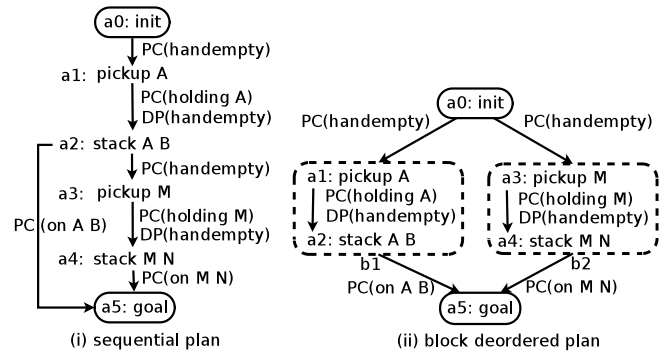 a0: init
PC(handempty)
a1: pickup A
PC(holding A)
DP(handempty)
a2: stack A B
PC(handempty)
a3: pickup M
PC (on A B)
PC(holding M)
DP(handempty)
a4: stack M N
PC(on M N)
a5: goal
(i) sequential plan
a0: init
PC(handempty)
PC(handempty)
a1: pickup A
PC(holding A)
DP(handempty)
a2: stack A B
b1
a3: pickup M
PC(holding M)
DP(handempty)
a4: stack M N
b2
PC(on A B)
PC(on M N)
a5: goal
(ii) block deordered plan